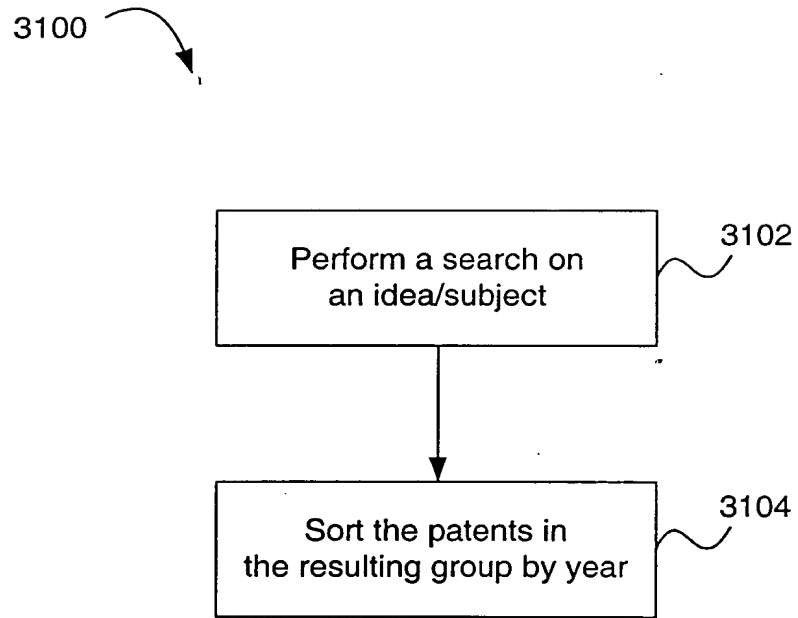 3100
Perform a search on
an idea/subject
3102
Sort the patents in
the resulting group by year
3104